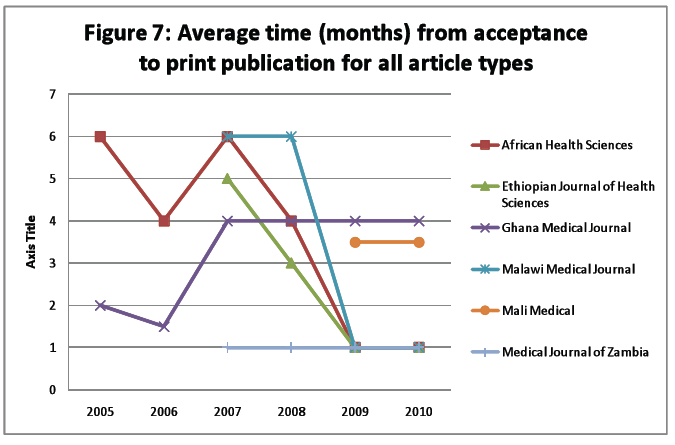 Figure 7: Average time (months) from acceptance
to print publication for all article types
7
6
5
4
3
2
1
0
Axis Title
2005 2006 2007 2008 2009 2010
African Health Sciences
Ethiopian Journal of Health
Sciences
Ghana Medical Journal
Malawi Medical Journal
Mali Medical
Medical Journal of Zambia